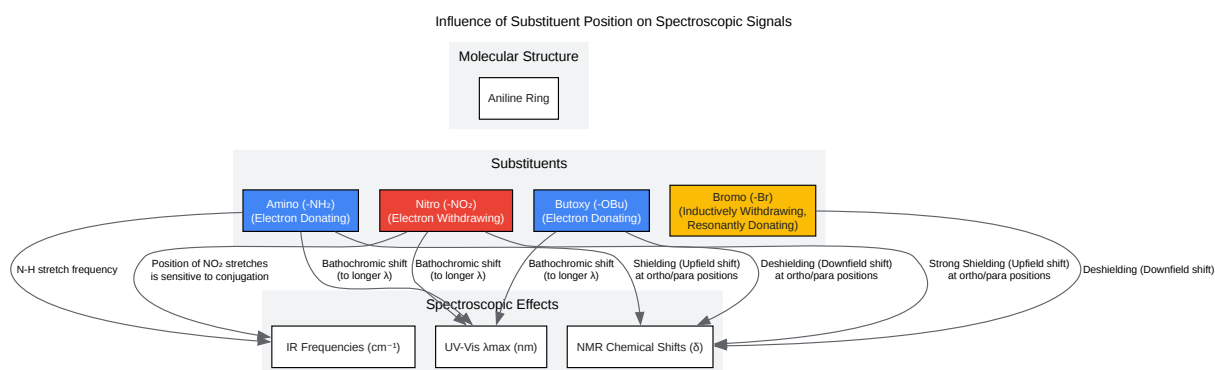 Influence of Substituent Position on Spectroscopic Signals
Molecular Structure
Aniline Ring
Substituents
Amino (-NH₂)
(Electron Donating)
Nitro (-NO₂)
(Electron Withdrawing)
Butoxy (-OBu)
(Electron Donating)
Bromo (-Br)
(Inductively Withdrawing,
Resonantly Donating)
N-H stretch frequency
Position of NO₂ stretches
is sensitive to conjugation
Bathochromic shift
(to longer λ)
Bathochromic shift
(to longer λ)
Bathochromic shift
(to longer λ)
Shielding (Upfield shift)
at ortho/para positions
Deshielding (Downfield shift)
at ortho/para positions
Strong Shielding (Upfield shift)
at ortho/para positions
Deshielding (Downfield shift)
Spectroscopic Effects
IR Frequencies (cm⁻¹)
UV-Vis λmax (nm)
NMR Chemical Shifts (δ)